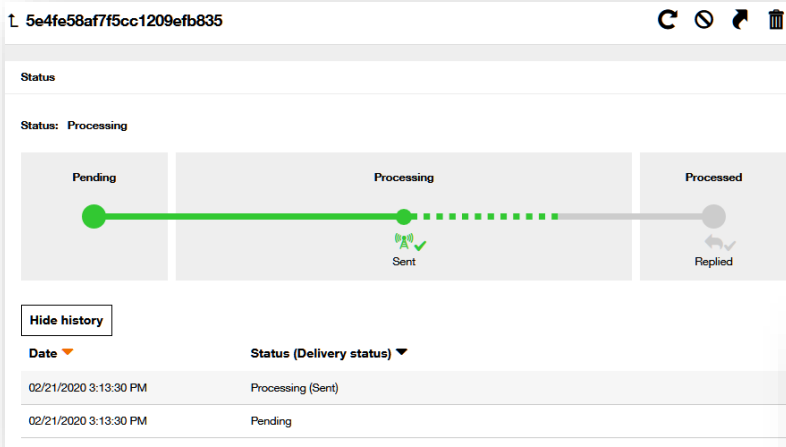 5e4fe58af7f5cc1209efb835
Status
Status: Processing
Pending Processing Processed
Sent Replied
Hide history
Date Status (Delivery status)
02/21/2020 3:13:30 PM Processing (Sent)
02/21/2020 3:13:30 PM Pending